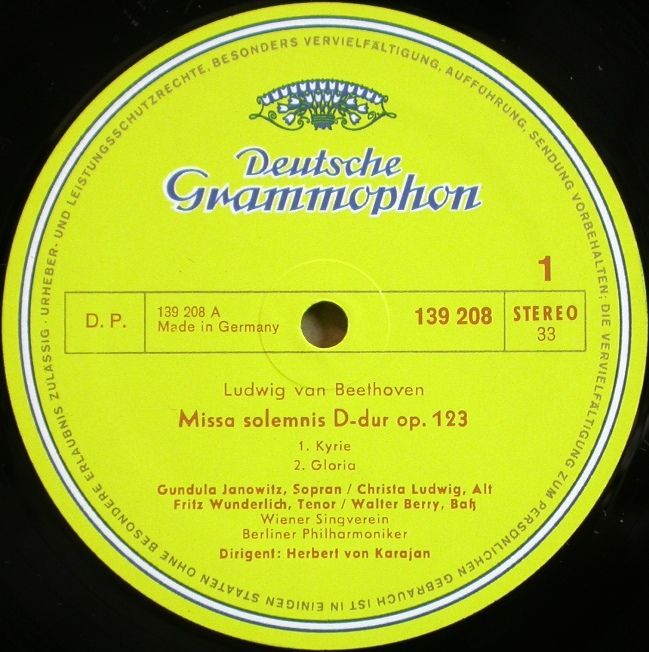 URHEBER- UND LEISTUNGSSCHUTZRECHTE, BESONDERS VERVIELFÄLTIGUNG, AUFFÜHRUNG, SENDUNG VORBEHALTEN; DIE VERVIELFÄLTIGUNG ZUM PERSÖNLICHEN GEBRAUCH IST IN EINIGEN STAATEN OHNE BESONDERE ERLAUBNIS ZULÄSSIG ·
Deutsche
Grammophon
1
D. P.
139 208 A
Made in Germany
139 208
STEREO
33
Ludwig van Beethoven
Missa solemnis D-dur op. 123
1. Kyrie
2. Gloria
Gundula Janowitz, Sopran / Christa Ludwig, Alt
Fritz Wunderlich, Tenor / Walter Berry, Baß
Wiener Singverein
Berliner Philharmoniker
Dirigent: Herbert von Karajan